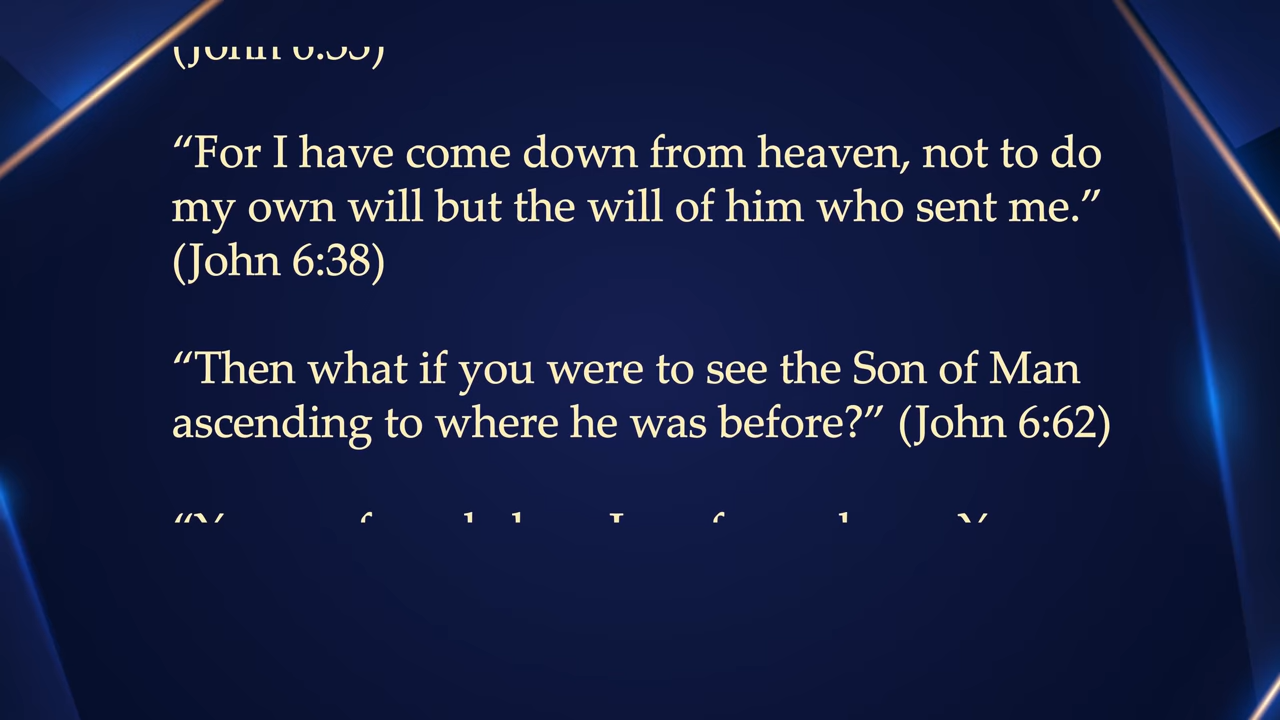 “For I have come down from heaven, not to do
my own will but the will of him who sent me.”
(John 6:38)
“Then what if you were to see the Son of Man
ascending to where he was before?” (John 6:62)